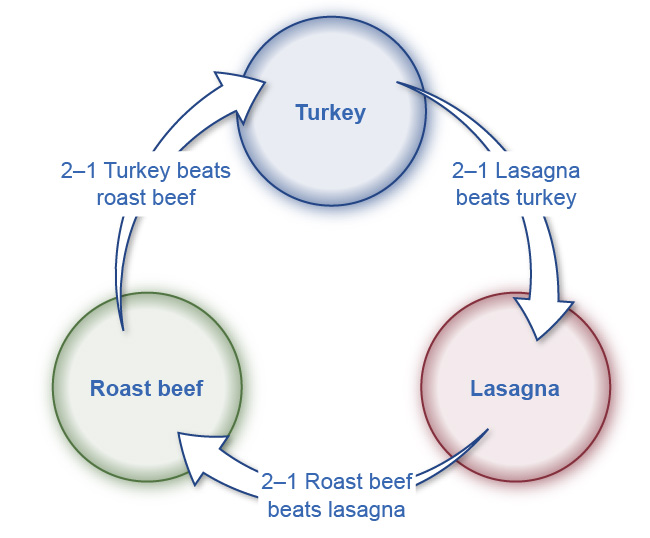 Turkey
2–1 Turkey beats
roast beef
2–1 Lasagna
beats turkey
Roast beef
Lasagna
2–1 Roast beef
beats lasagna